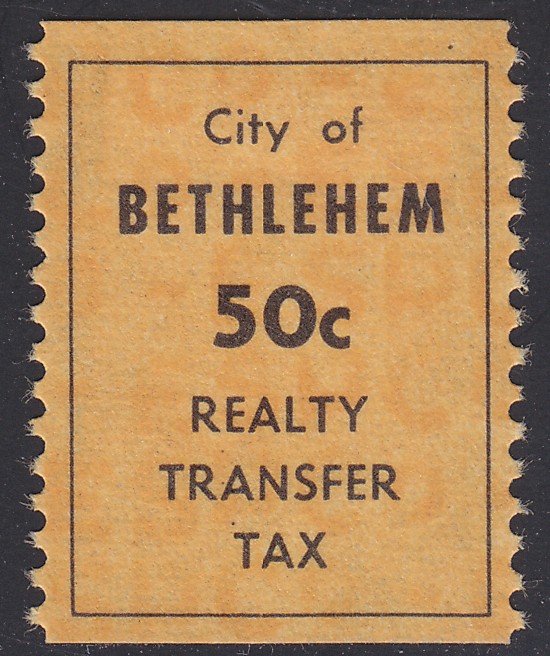 City of
BETHLEHEM
50c
REALTY
TRANSFER
TAX